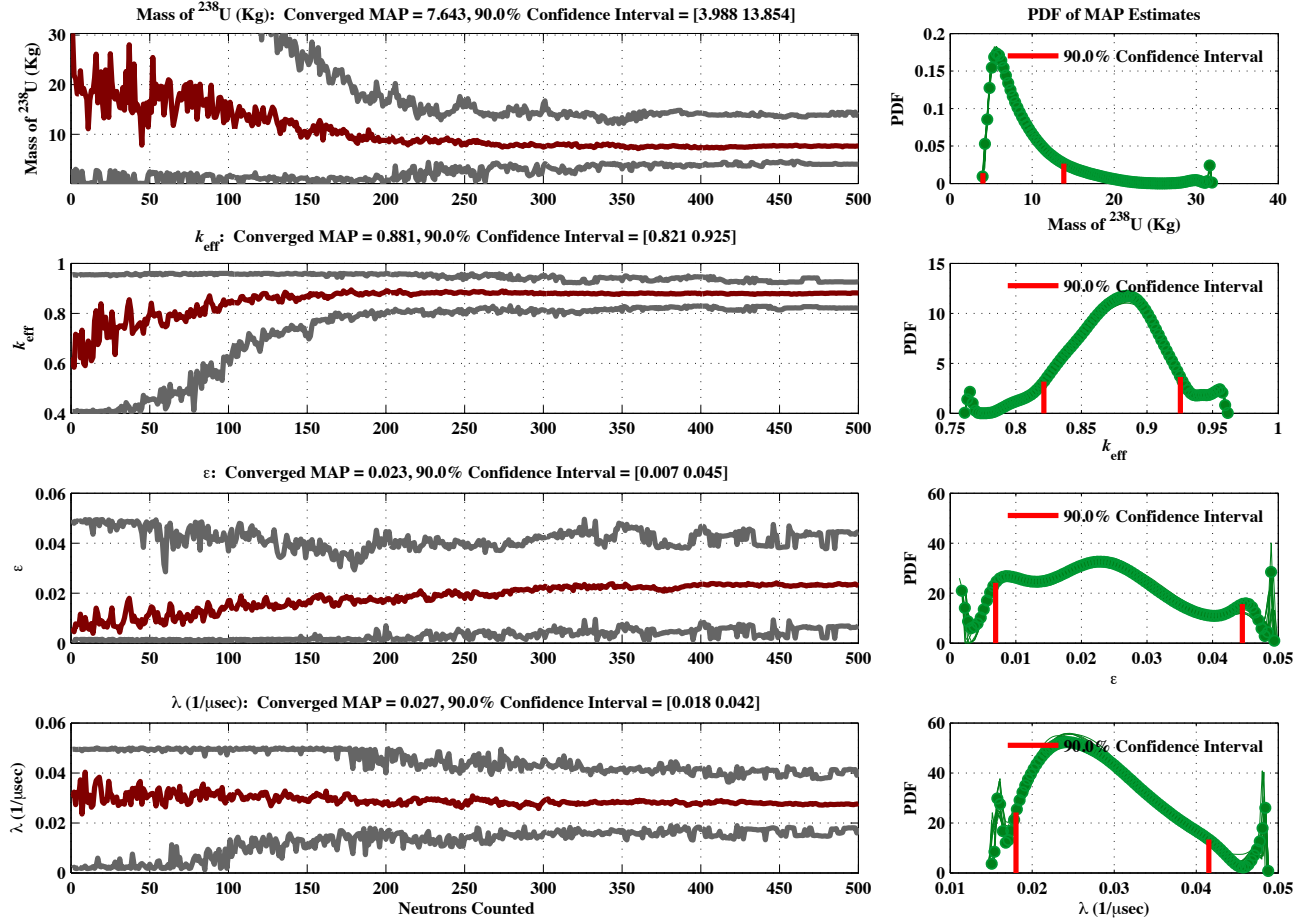 Mass of ²³⁸U (Kg):  Converged MAP = 7.643, 90.0% Confidence Interval = [3.988 13.854]
Mass of ²³⁸U (Kg)
30
20
10
0 50 100 150 200 250 300 350 400 450 500
PDF of MAP Estimates
90.0% Confidence Interval
PDF
0.2
0.15
0.1
0.05
0
0 10 20 30 40
Mass of ²³⁸U (Kg)
k_eff:  Converged MAP = 0.881, 90.0% Confidence Interval = [0.821 0.925]
k_eff
1
0.8
0.6
0.4
0 50 100 150 200 250 300 350 400 450 500
90.0% Confidence Interval
PDF
15
10
5
0
0.75 0.8 0.85 0.9 0.95 1
k_eff
ε:  Converged MAP = 0.023, 90.0% Confidence Interval = [0.007 0.045]
ε
0.06
0.04
0.02
0
0 50 100 150 200 250 300 350 400 450 500
90.0% Confidence Interval
PDF
60
40
20
0
0 0.01 0.02 0.03 0.04 0.05
ε
λ (1/μsec):  Converged MAP = 0.027, 90.0% Confidence Interval = [0.018 0.042]
λ (1/μsec)
0.06
0.04
0.02
0
0 50 100 150 200 250 300 350 400 450 500
Neutrons Counted
90.0% Confidence Interval
PDF
60
40
20
0
0.01 0.02 0.03 0.04 0.05
λ (1/μsec)